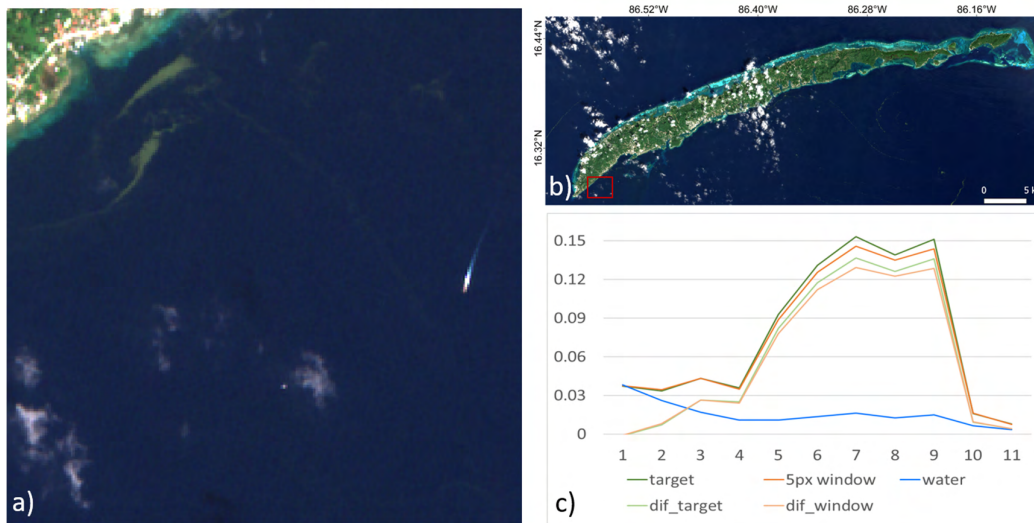 86.52°W 86.40°W 86.28°W 86.16°W
16.44°N
16.32°N
0 5 k
b)
a)
0.15
0.12
0.09
0.06
0.03
0
1 2 3 4 5 6 7 8 9 10 11
target 5px window water
dif_target dif_window
c)